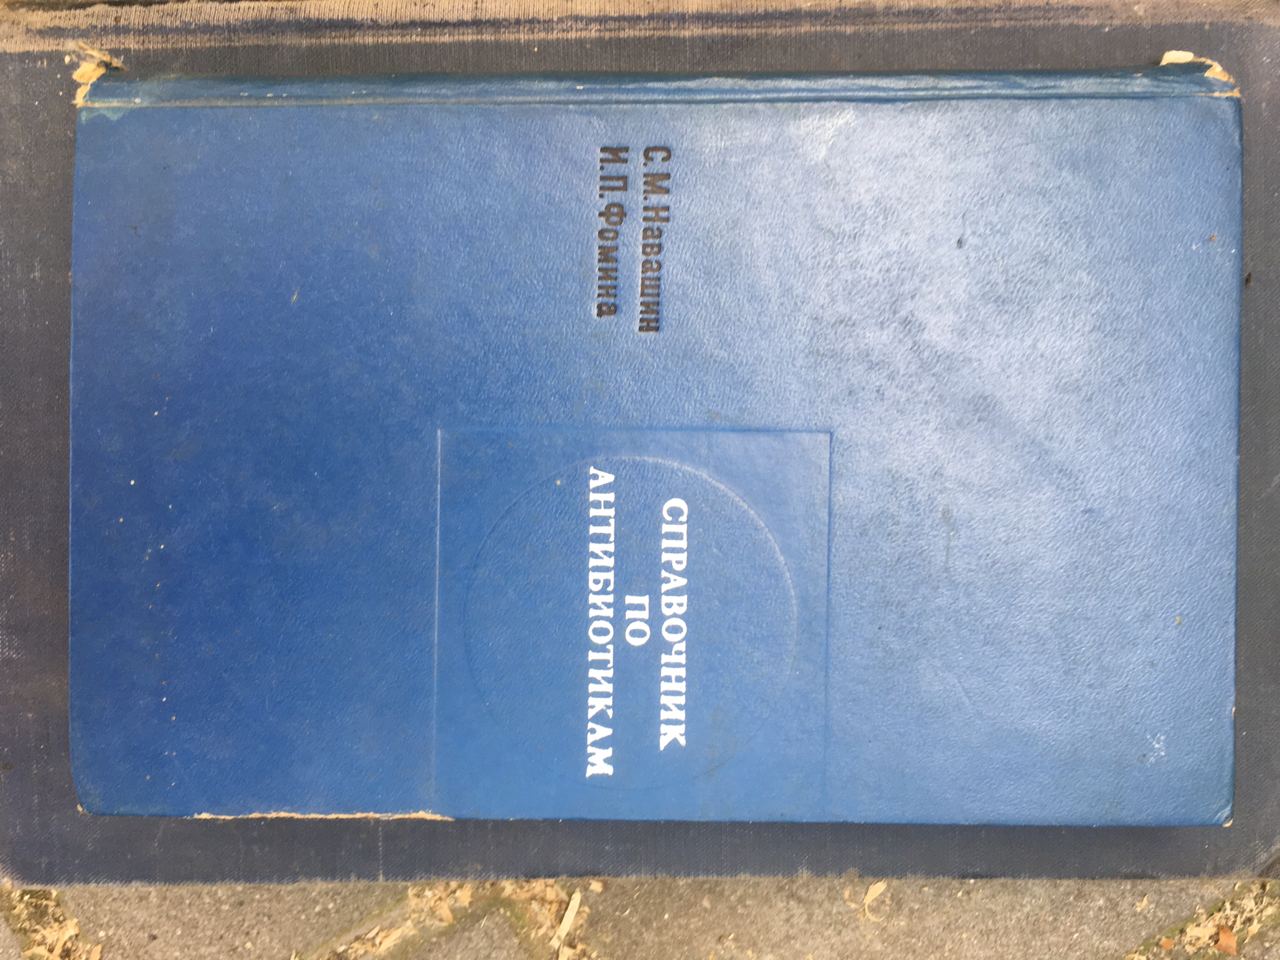 С. М. Навашин
И. П. Фомина
СПРАВОЧНИК
ПО
АНТИБИОТИКАМ